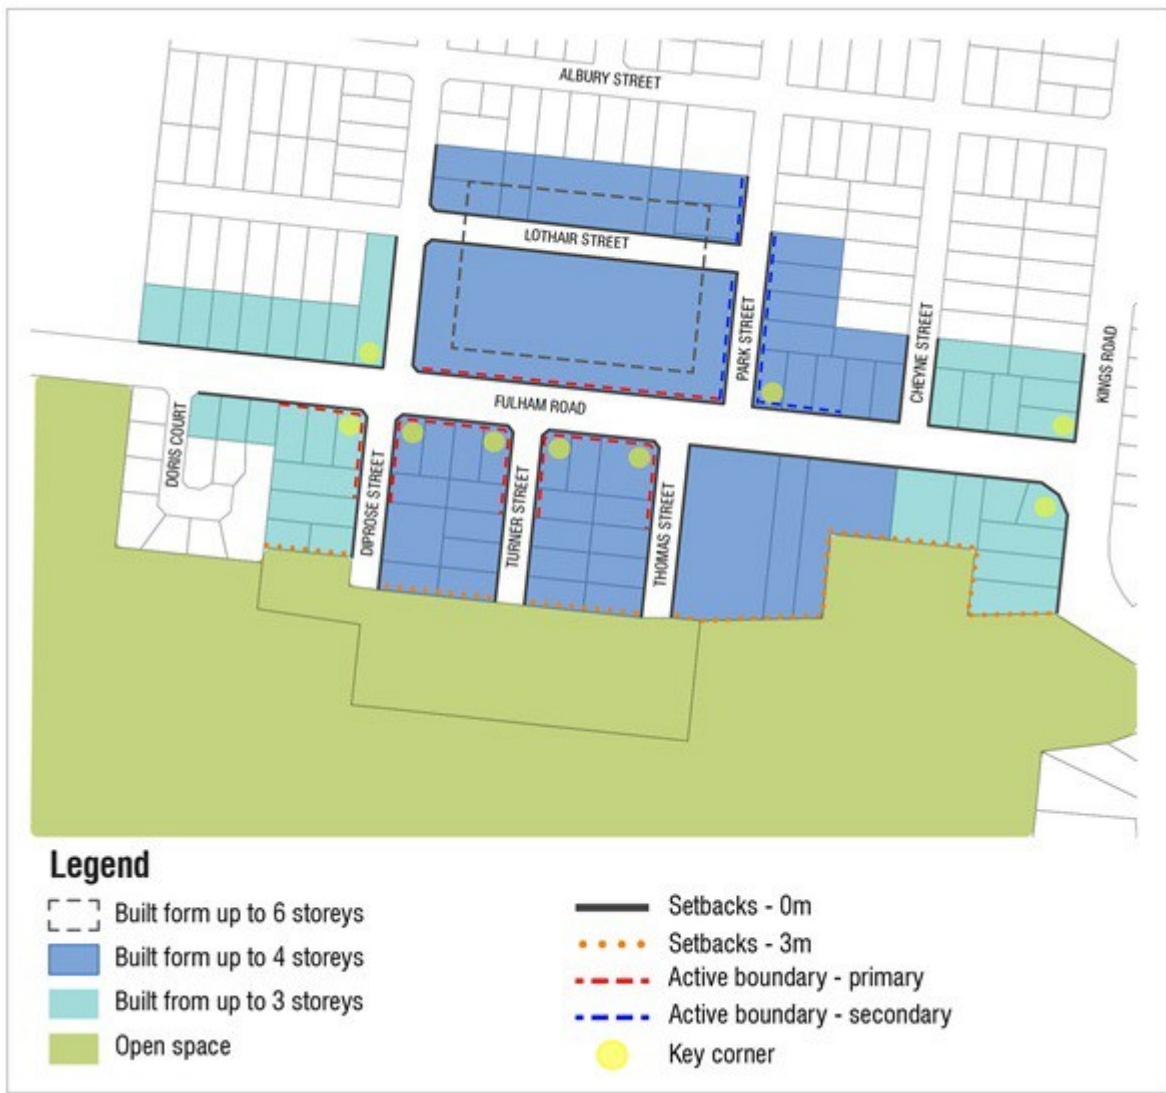 ALBURY STREET
LOTHAIR STREET
PARK STREET
CHEYNE STREET
KINGS ROAD
FULHAM ROAD
DORIS COURT
DIPROSE STREET
TURNER STREET
THOMAS STREET
Legend
Built form up to 6 storeys
Built form up to 4 storeys
Built from up to 3 storeys
Open space
Setbacks - 0m
Setbacks - 3m
Active boundary - primary
Active boundary - secondary
Key corner